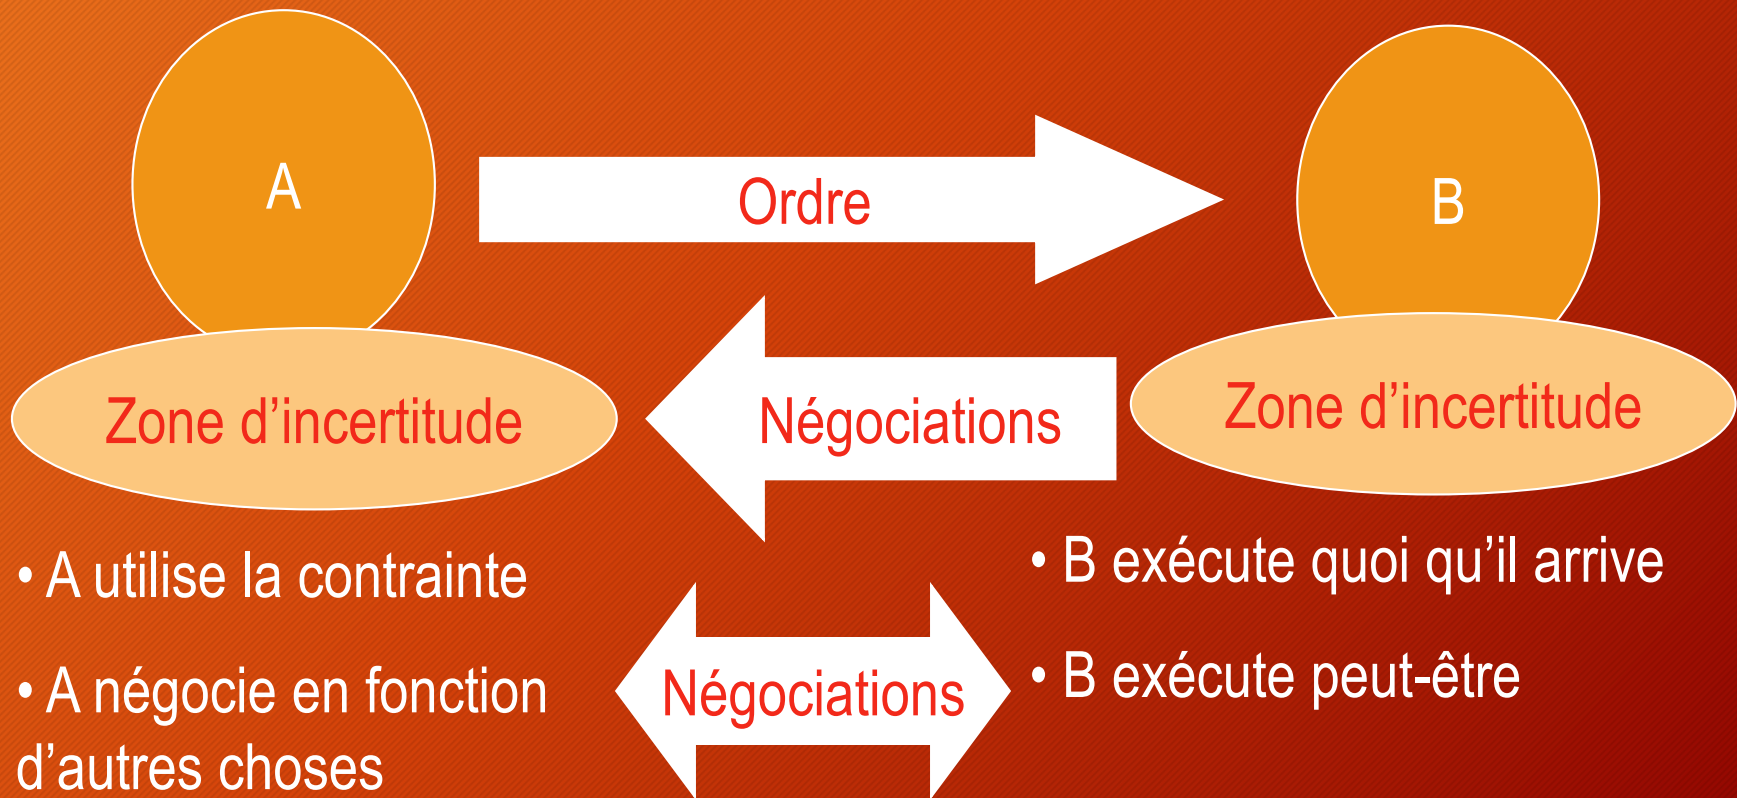 A
Ordre
B
Zone d’incertitude
Négociations
Zone d’incertitude
• A utilise la contrainte
• A négocie en fonction
d’autres choses
Négociations
• B exécute quoi qu’il arrive
• B exécute peut-être